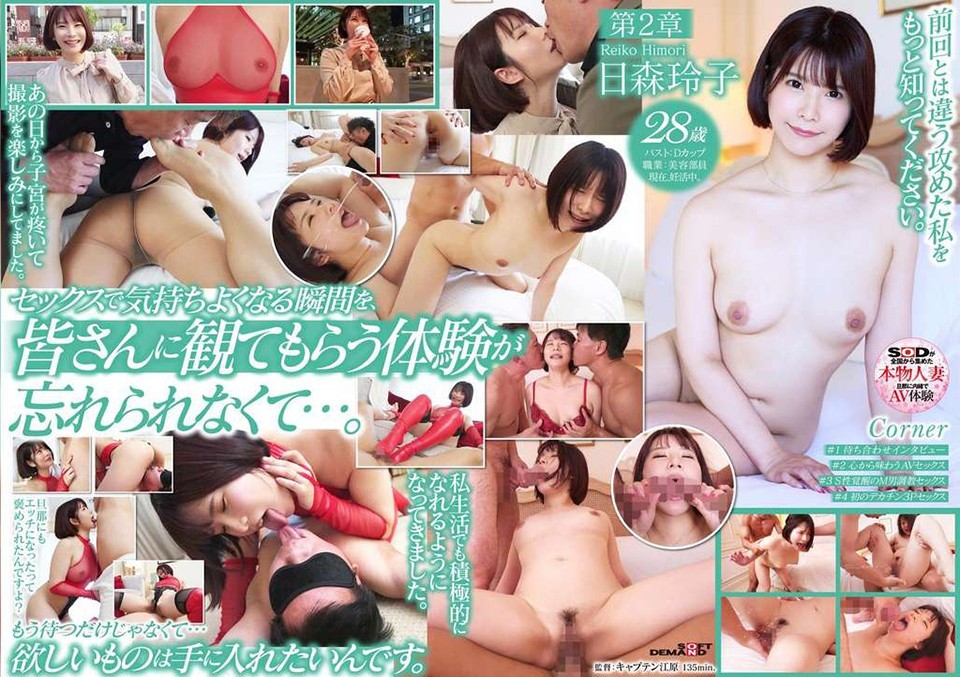 第2章
Reiko Himori
日森玲子
28歳
バスト:Dカップ
職業:美容部員
現在、妊活中。
前回とは違う攻めた私を
もっと知ってください。
あの日から子宮が疼いて
撮影を楽しみにしてました。
セックスで気持ちよくなる瞬間を、
皆さんに観てもらう体験が
忘れられなくて…。
SODが
全国から集めた
本物人妻
旦那に内緒で
AV体験
Corner
#1 待ち合わせインタビュー
#2 心から味わうAVセックス
#3 S性覚醒のM男調教セックス
#4 初のデカチン3Pセックス
私生活でも積極的に
なれるように
なってきました。
旦那にも
エッチになったって
褒められたんですよ?
もう待つだけじゃなくて…
欲しいものは手に入れたいんです。
SOFT ON DEMAND
監督:キャプテン江原 135min.